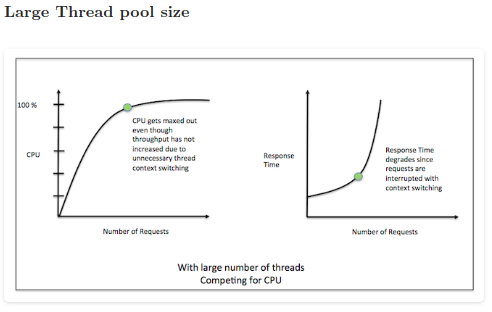 Large Thread pool size
100 %
CPU
CPU gets maxed out
even though
throughput has not
increased due to
unnecessary thread
context switching
Number of Requests
Response
Time
Response Time
degrades since
requests are
interrupted with
context switching
Number of Requests
With large number of threads
Competing for CPU